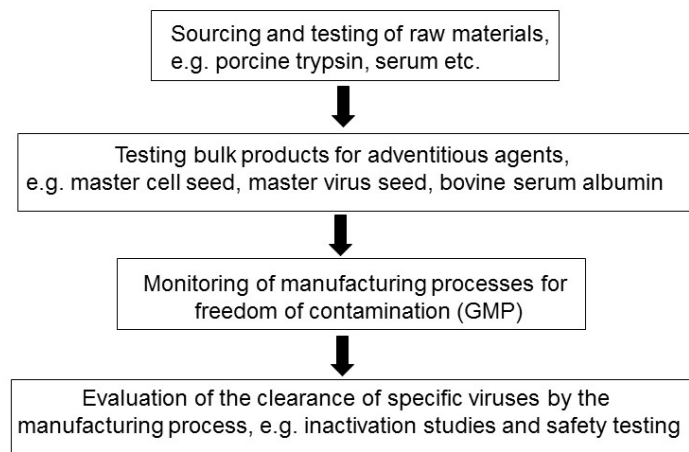 Sourcing and testing of raw materials,
e.g. porcine trypsin, serum etc.
Testing bulk products for adventitious agents,
e.g. master cell seed, master virus seed, bovine serum albumin
Monitoring of manufacturing processes for
freedom of contamination (GMP)
Evaluation of the clearance of specific viruses by the
manufacturing process, e.g. inactivation studies and safety testing